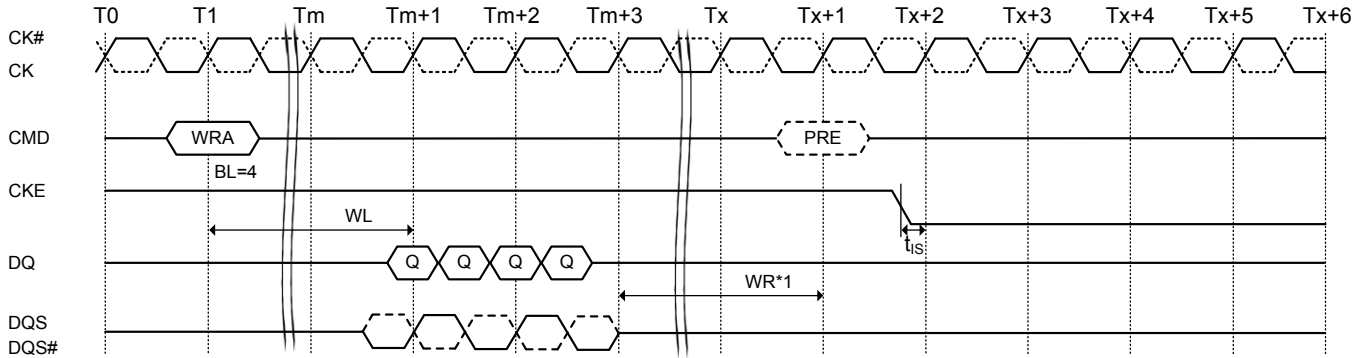 T0 T1 Tm Tm+1 Tm+2 Tm+3 Tx Tx+1 Tx+2 Tx+3 Tx+4 Tx+5 Tx+6
CK#
CK
CMD WRA PRE
BL=4
CKE
WL
tIS
DQ Q Q Q Q
WR*1
DQS
DQS#